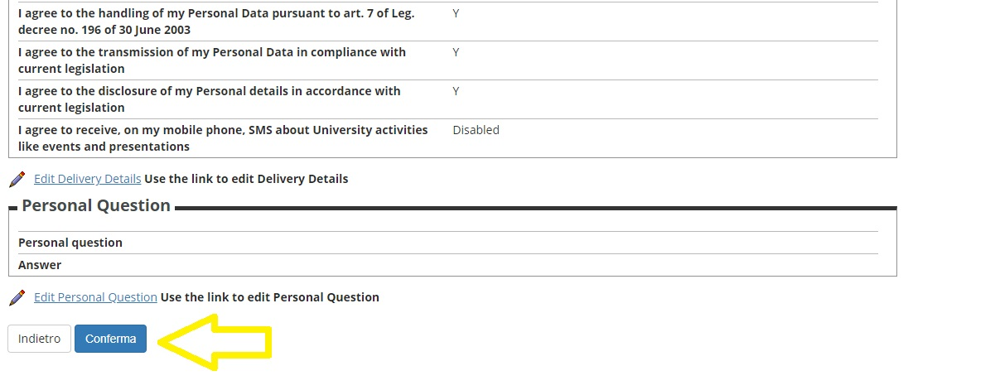 I agree to the handling of my Personal Data pursuant to art. 7 of Leg. Y
decree no. 196 of 30 June 2003
I agree to the transmission of my Personal Data in compliance with Y
current legislation
I agree to the disclosure of my Personal details in accordance with Y
current legislation
I agree to receive, on my mobile phone, SMS about University activities Disabled
like events and presentations
Edit Delivery Details Use the link to edit Delivery Details
Personal Question
Personal question
Answer
Edit Personal Question Use the link to edit Personal Question
Indietro Conferma